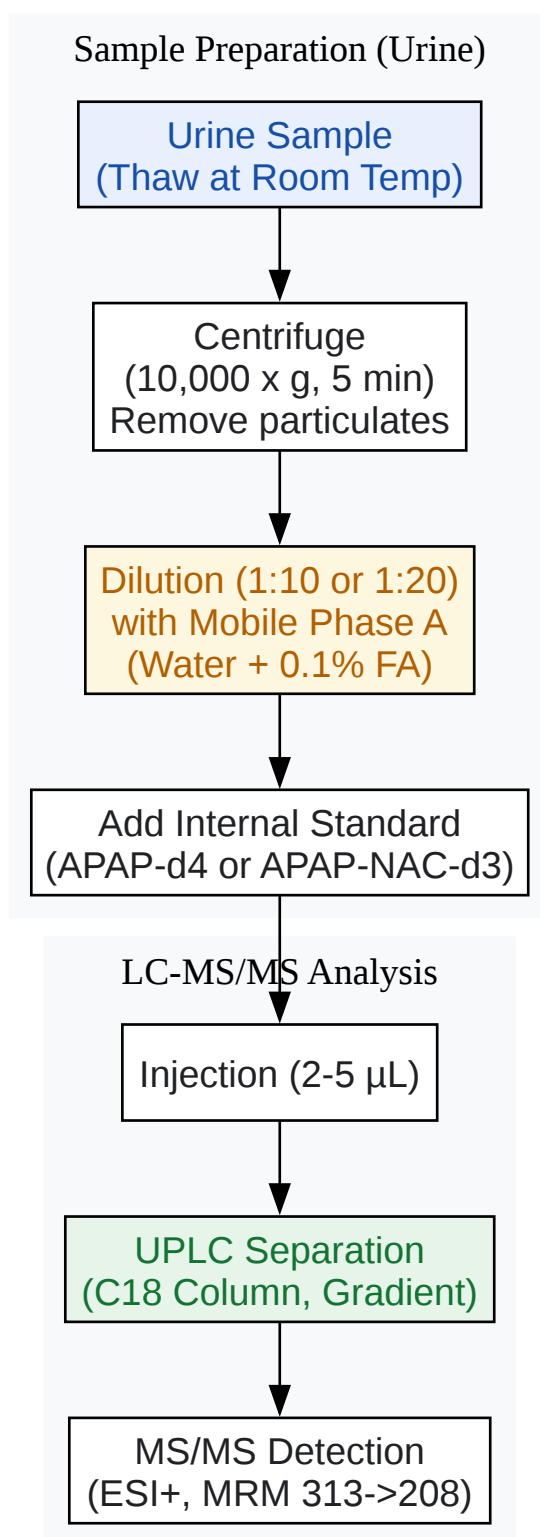 Sample Preparation (Urine)
Urine Sample
(Thaw at Room Temp)
Centrifuge
(10,000 x g, 5 min)
Remove particulates
Dilution (1:10 or 1:20)
with Mobile Phase A
(Water + 0.1% FA)
Add Internal Standard
(APAP-d4 or APAP-NAC-d3)
LC-MS/MS Analysis
Injection (2-5 µL)
UPLC Separation
(C18 Column, Gradient)
MS/MS Detection
(ESI+, MRM 313->208)